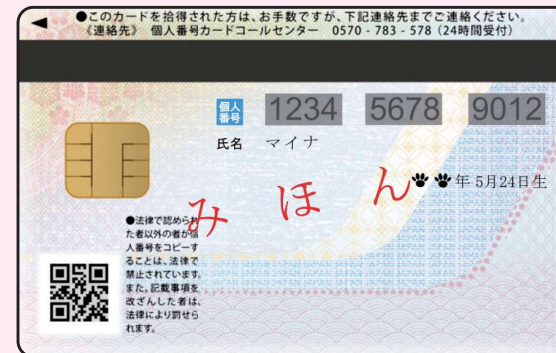 ●このカードを拾得された方は、お手数ですが、下記連絡先までご連絡ください。
《連絡先》 個人番号カードコールセンター 0570-783-578（24時間受付）
個人番号 1234 5678 9012
氏名 マイナ
年 5月24日生
みほん
●法律で認められ
た者以外の者が個
人番号をコピーす
ることは、法律で
禁止されています。
また、記載事項を
改ざんした者は、
法律により罰せら
れます。